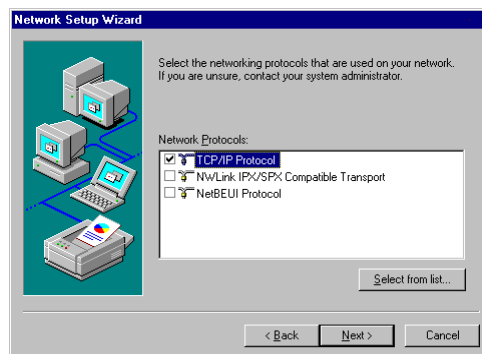 Network Setup Wizard
Select the networking protocols that are used on your network.
If you are unsure, contact your system administrator.
Network Protocols:
TCP/IP Protocol
NWLink IPX/SPX Compatible Transport
NetBEUI Protocol
Select from list...
< Back
Next >
Cancel